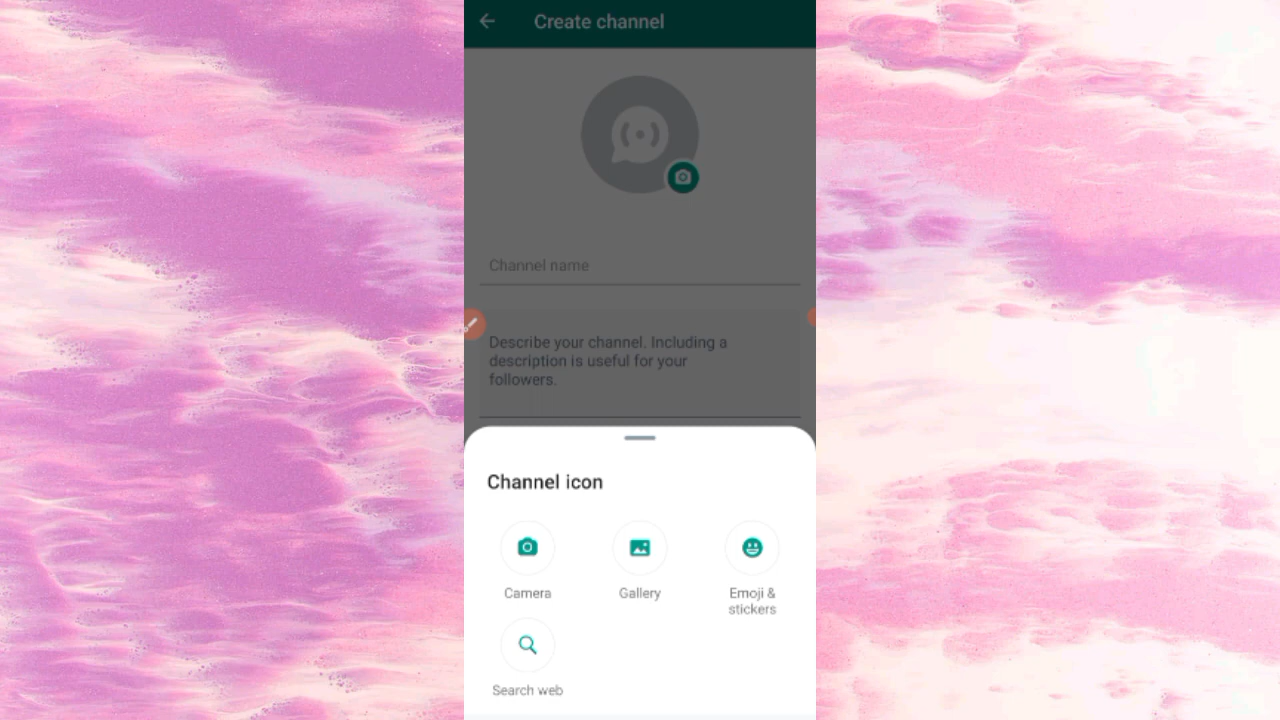 Create channel
Channel name
Describe your channel. Including a
description is useful for your
followers.
Channel icon
Camera
Gallery
Emoji &
stickers
Search web